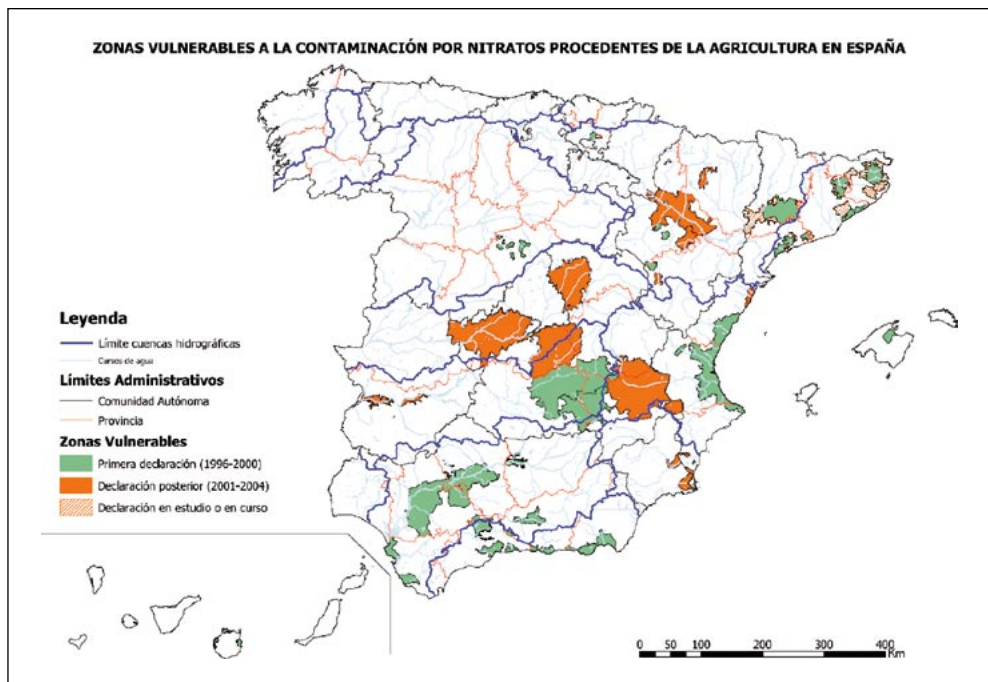 ZONAS VULNERABLES A LA CONTAMINACIÓN POR NITRATOS PROCEDENTES DE LA AGRICULTURA EN ESPAÑA
Leyenda
Límite cuencas hidrográficas
Cursos de agua
Límites Administrativos
Comunidad Autónoma
Provincia
Zonas Vulnerables
Primera declaración (1996-2000)
Declaración posterior (2001-2004)
Declaración en estudio o en curso
0 50 100 200 300 400
Km